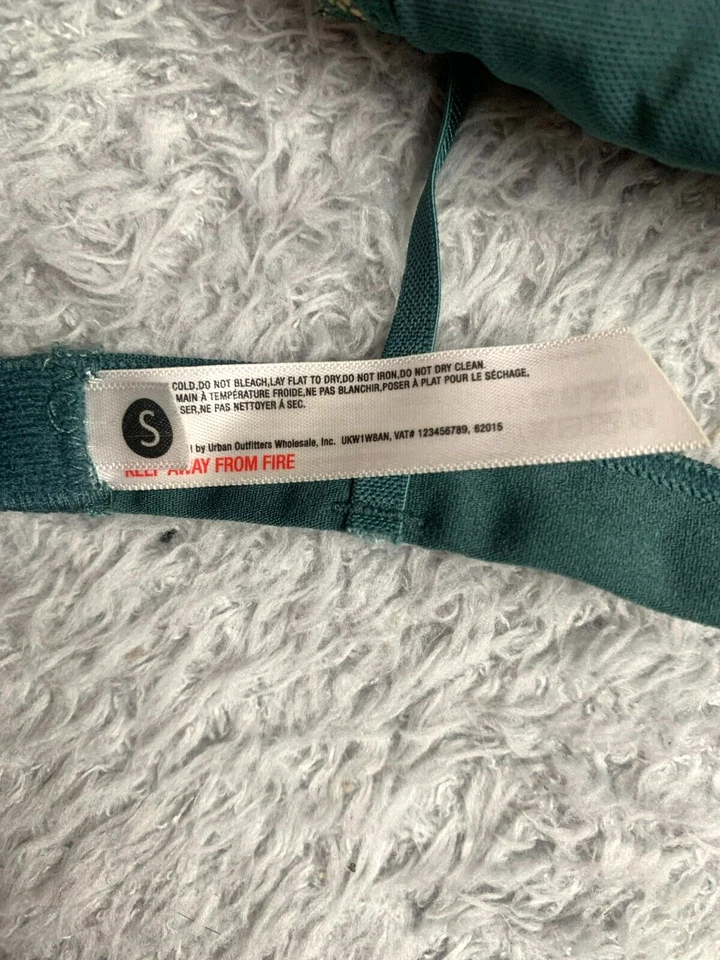 COLD,DO NOT BLEACH,LAY FLAT TO DRY,DO NOT IRON,DO NOT DRY CLEAN.
MAIN À TEMPÉRATURE FROIDE,NE PAS BLANCHIR,POSER À PLAT POUR LE SÉCHAGE,
SER,NE PAS NETTOYER Á SEC.
S
by Urban Outfitters Wholesale, Inc. UKW1W8AN, VAT# 123456789, 62015
KEEP AWAY FROM FIRE